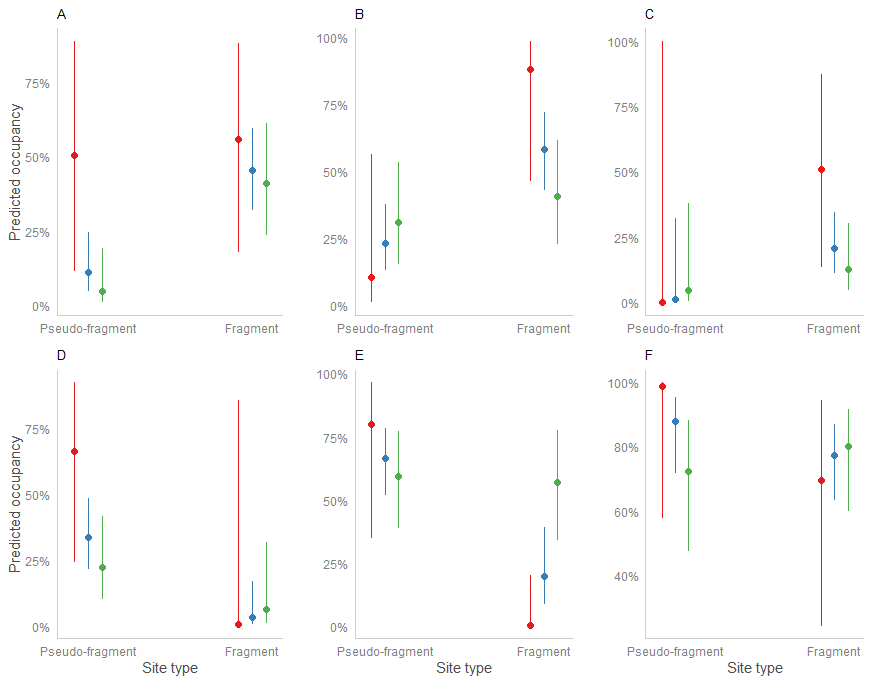 A
B
C
Predicted occupancy
75%
50%
25%
0%
100%
75%
50%
25%
0%
100%
75%
50%
25%
0%
Pseudo-fragment Fragment
Pseudo-fragment Fragment
Pseudo-fragment Fragment
D
E
F
Predicted occupancy
75%
50%
25%
0%
100%
75%
50%
25%
0%
100%
80%
60%
40%
Pseudo-fragment Fragment
Pseudo-fragment Fragment
Pseudo-fragment Fragment
Site type
Site type
Site type